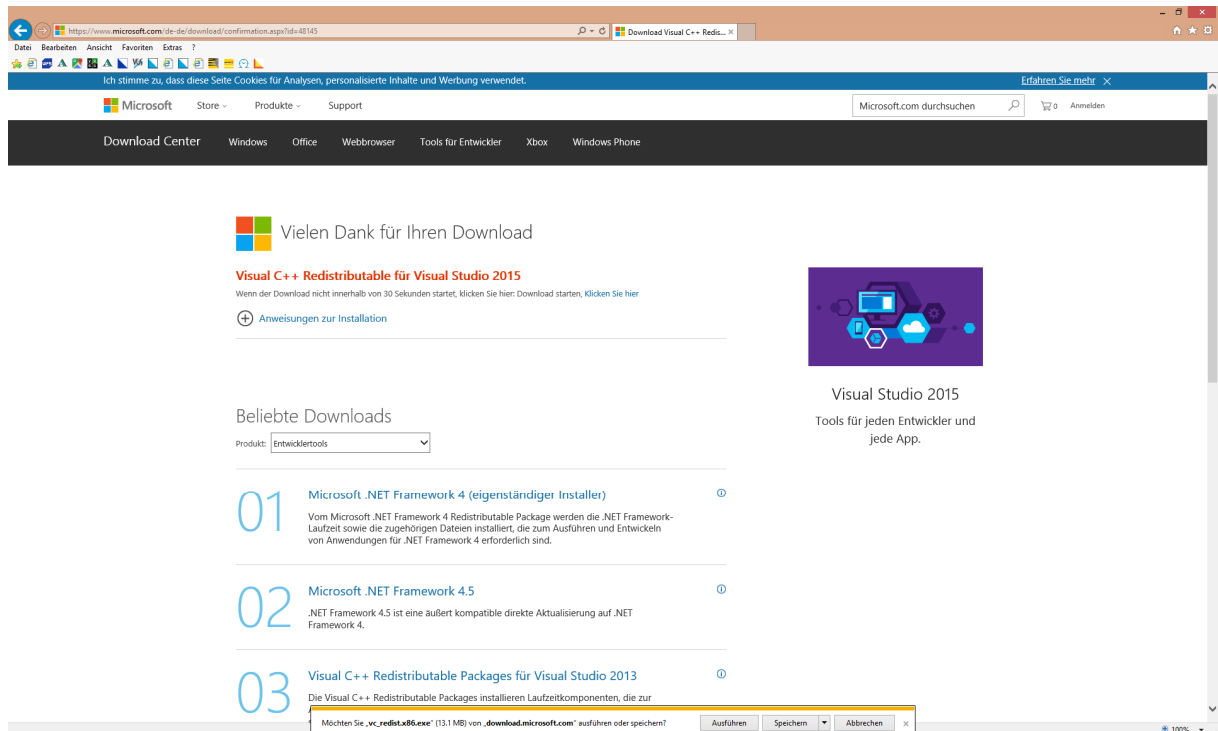 https://www.microsoft.com/de-de/download/confirmation.aspx?id=48145
Download Visual C++ Redis...
Datei Bearbeiten Ansicht Favoriten Extras ?
Ich stimme zu, dass diese Seite Cookies für Analysen, personalisierte Inhalte und Werbung verwendet.
Erfahren Sie mehr
Microsoft Store Produkte Support
Microsoft.com durchsuchen
0 Anmelden
Download Center Windows Office Webbrowser Tools für Entwickler Xbox Windows Phone
Vielen Dank für Ihren Download
Visual C++ Redistributable für Visual Studio 2015
Wenn der Download nicht innerhalb von 30 Sekunden startet, klicken Sie hier: Download starten, Klicken Sie hier
Anweisungen zur Installation
Visual Studio 2015
Tools für jeden Entwickler und
jede App.
Beliebte Downloads
Produkt: Entwicklertools
01
Microsoft .NET Framework 4 (eigenständiger Installer)
Vom Microsoft .NET Framework 4 Redistributable Package werden die .NET Framework-
Laufzeit sowie die zugehörigen Dateien installiert, die zum Ausführen und Entwickeln
von Anwendungen für .NET Framework 4 erforderlich sind.
02
Microsoft .NET Framework 4.5
.NET Framework 4.5 ist eine äußert kompatible direkte Aktualisierung auf .NET
Framework 4.
03
Visual C++ Redistributable Packages für Visual Studio 2013
Die Visual C++ Redistributable Packages installieren Laufzeitkomponenten, die zur
Möchten Sie „vc_redist.x86.exe“ (13.1 MB) von „download.microsoft.com“ ausführen oder speichern?
Ausführen Speichern Abbrechen
100%